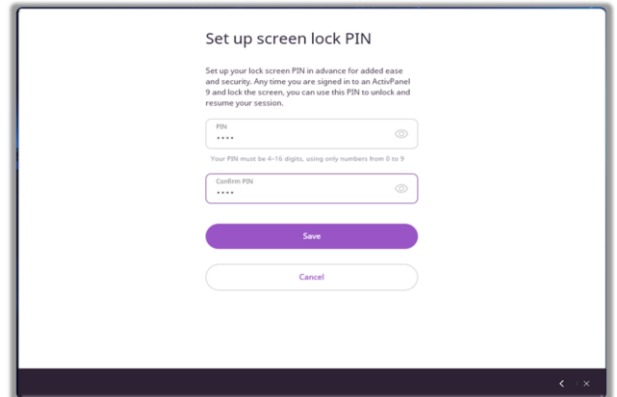 Set up screen lock PIN
Set up your lock screen PIN in advance for added ease
and security. Any time you are signed in to an ActivPanel
9 and lock the screen, you can use this PIN to unlock and
resume your session.
PIN
••••
Your PIN must be 4–16 digits, using only numbers from 0 to 9
Confirm PIN
••••
Save
Cancel